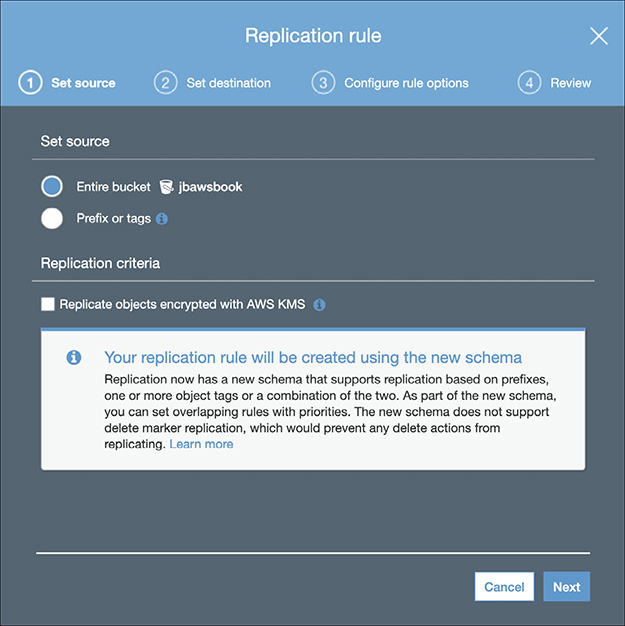 Replication rule
1 Set source 2 Set destination 3 Configure rule options 4 Review
Set source
Entire bucket jbawsbook
Prefix or tags
Replication criteria
Replicate objects encrypted with AWS KMS
Your replication rule will be created using the new schema
Replication now has a new schema that supports replication based on prefixes,
one or more object tags or a combination of the two. As part of the new schema,
you can set overlapping rules with priorities. The new schema does not support
delete marker replication, which would prevent any delete actions from
replicating. Learn more
Cancel Next